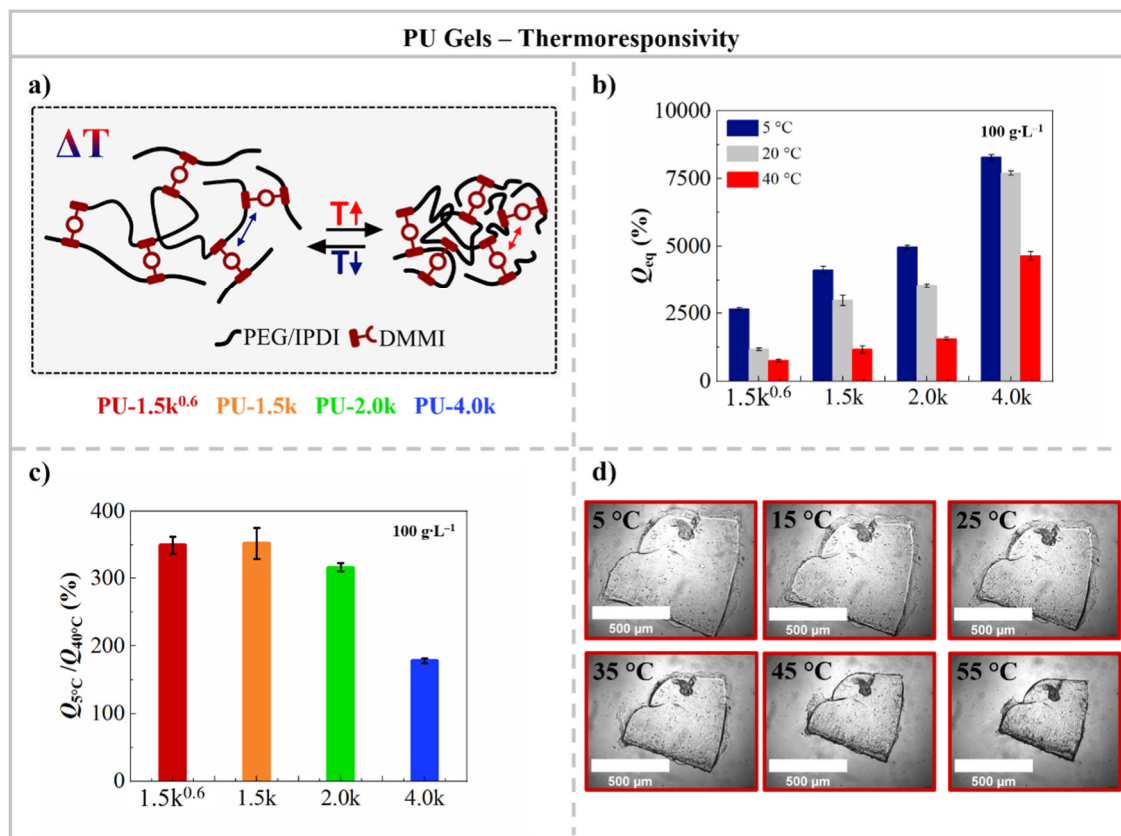 PU Gels – Thermoresponsivity
a)
ΔT
T↑
T↓
PEG/IPDI DMMI
PU-1.5k⁰·⁶ PU-1.5k PU-2.0k PU-4.0k
b)
10000
7500
5000
2500
0
Qeq (%)
5 °C
20 °C
40 °C
100 g·L⁻¹
1.5k⁰·⁶ 1.5k 2.0k 4.0k
c)
400
300
200
100
0
Q5°C /Q40°C (%)
100 g·L⁻¹
1.5k⁰·⁶ 1.5k 2.0k 4.0k
d)
5 °C 15 °C 25 °C
500 µm 500 µm 500 µm
35 °C 45 °C 55 °C
500 µm 500 µm 500 µm